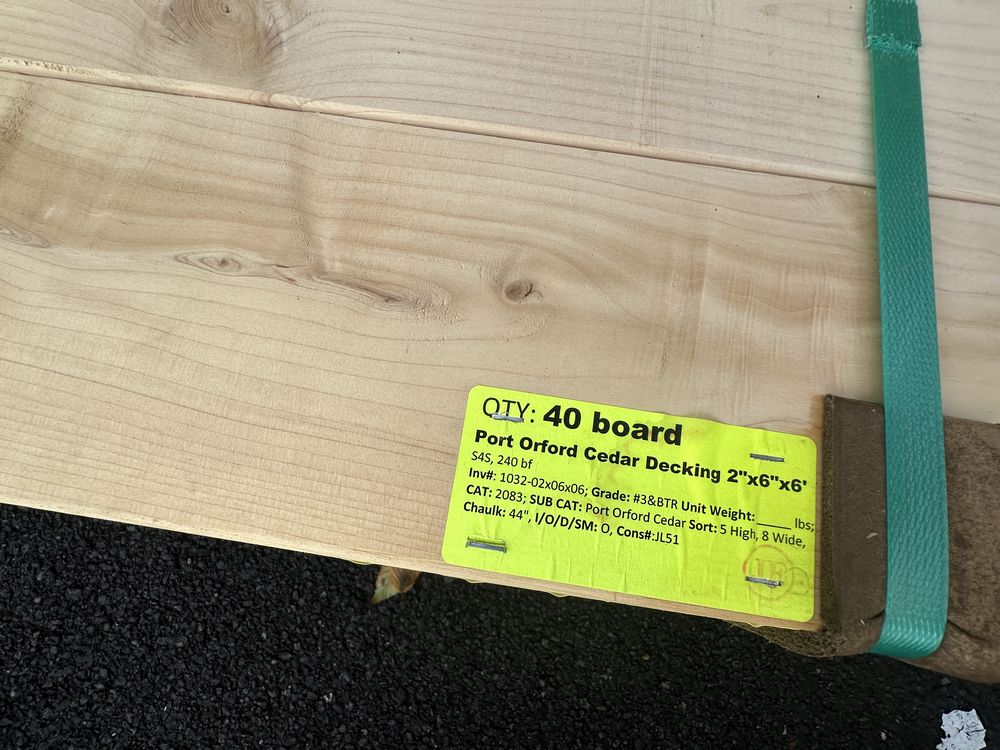 QTY: 40 board
Port Orford Cedar Decking 2"x6"x6'
S4S, 240 bf
Inv#: 1032-02x06x06; Grade: #3&BTR Unit Weight: _____ lbs;
CAT: 2083; SUB CAT: Port Orford Cedar Sort: 5 High, 8 Wide,
Chaulk: 44", I/O/D/SM: O, Cons#:JL51